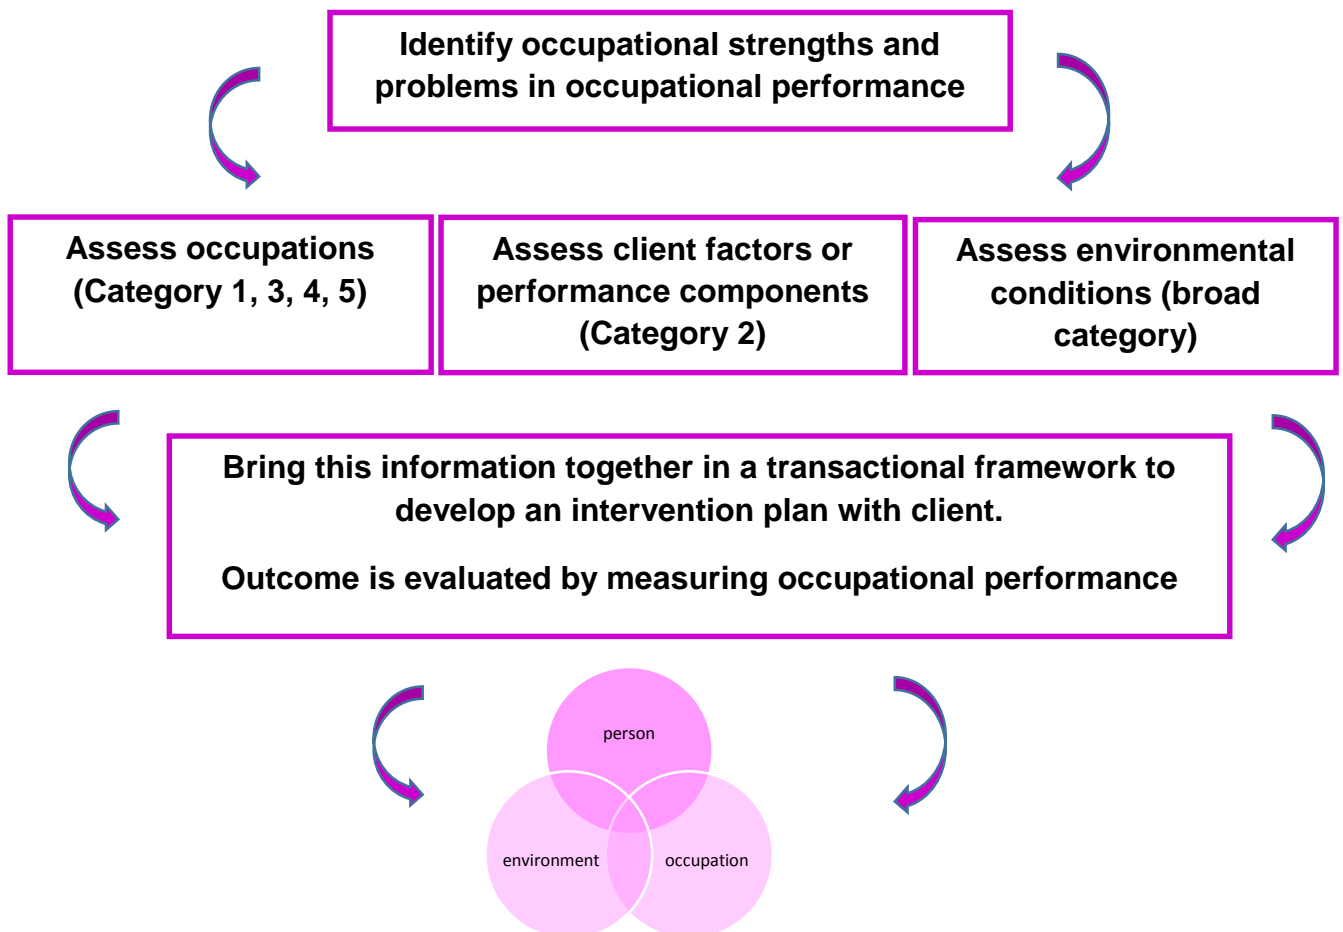 Identify occupational strengths and
problems in occupational performance
Assess occupations
(Category 1, 3, 4, 5)
Assess client factors or
performance components
(Category 2)
Assess environmental
conditions (broad
category)
Bring this information together in a transactional framework to
develop an intervention plan with client.
Outcome is evaluated by measuring occupational performance
person
environment
occupation